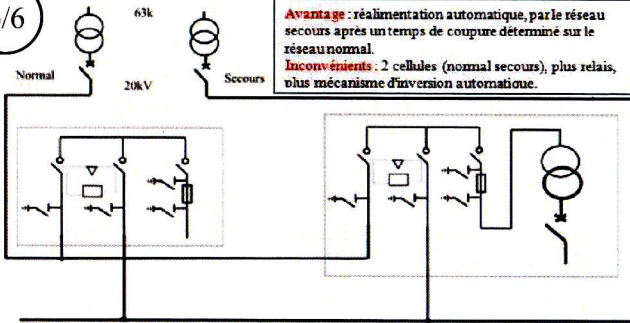 /6
63k
Normal
20kV
Secours
Avantage : réalimentation automatique, par le réseau
secours après un temps de coupure déterminé sur le
réseau normal.
Inconvénients : 2 cellules (normal secours), plus relais,
plus mécanisme d'inversion automatique.